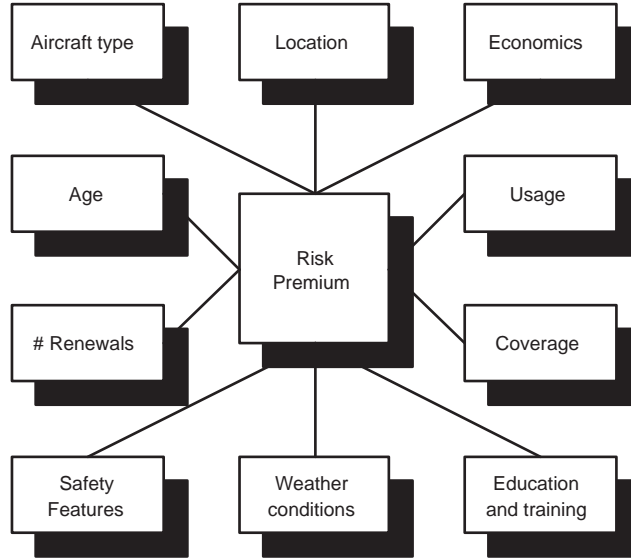 Aircraft type
Location
Economics
Age
Usage
Risk
Premium
# Renewals
Coverage
Safety
Features
Weather
conditions
Education
and training